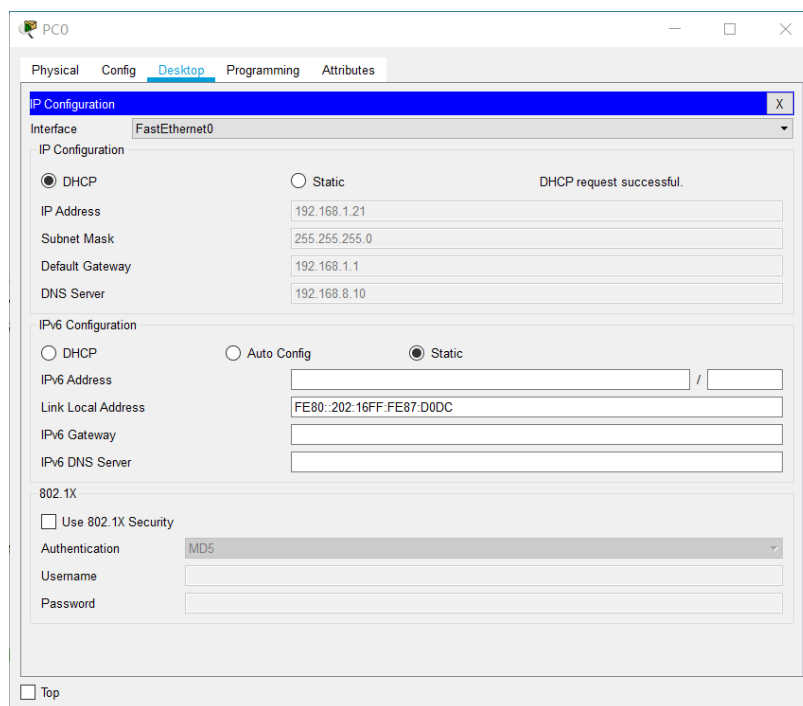 PC0
Physical Config Desktop Programming Attributes
IP Configuration X
Interface FastEthernet0
IP Configuration
DHCP Static DHCP request successful.
IP Address 192.168.1.21
Subnet Mask 255.255.255.0
Default Gateway 192.168.1.1
DNS Server 192.168.8.10
IPv6 Configuration
DHCP Auto Config Static
IPv6 Address /
Link Local Address FE80::202:16FF:FE87:D0DC
IPv6 Gateway
IPv6 DNS Server
802.1X
Use 802.1X Security
Authentication MD5
Username
Password
Top